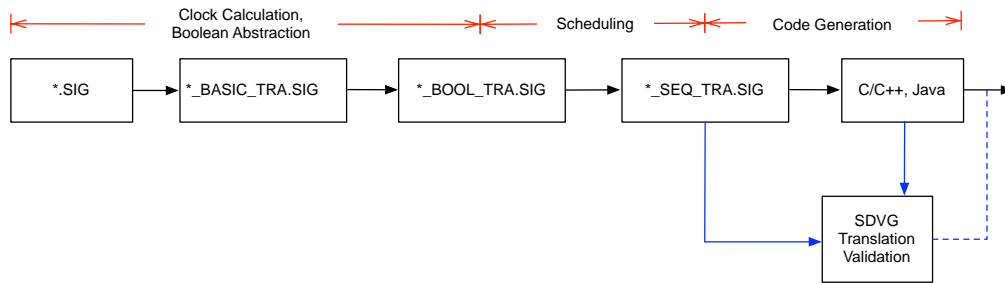 Clock Calculation,
Boolean Abstraction
Scheduling
Code Generation
*.SIG
*_BASIC_TRA.SIG
*_BOOL_TRA.SIG
*_SEQ_TRA.SIG
C/C++, Java
SDVG
Translation
Validation